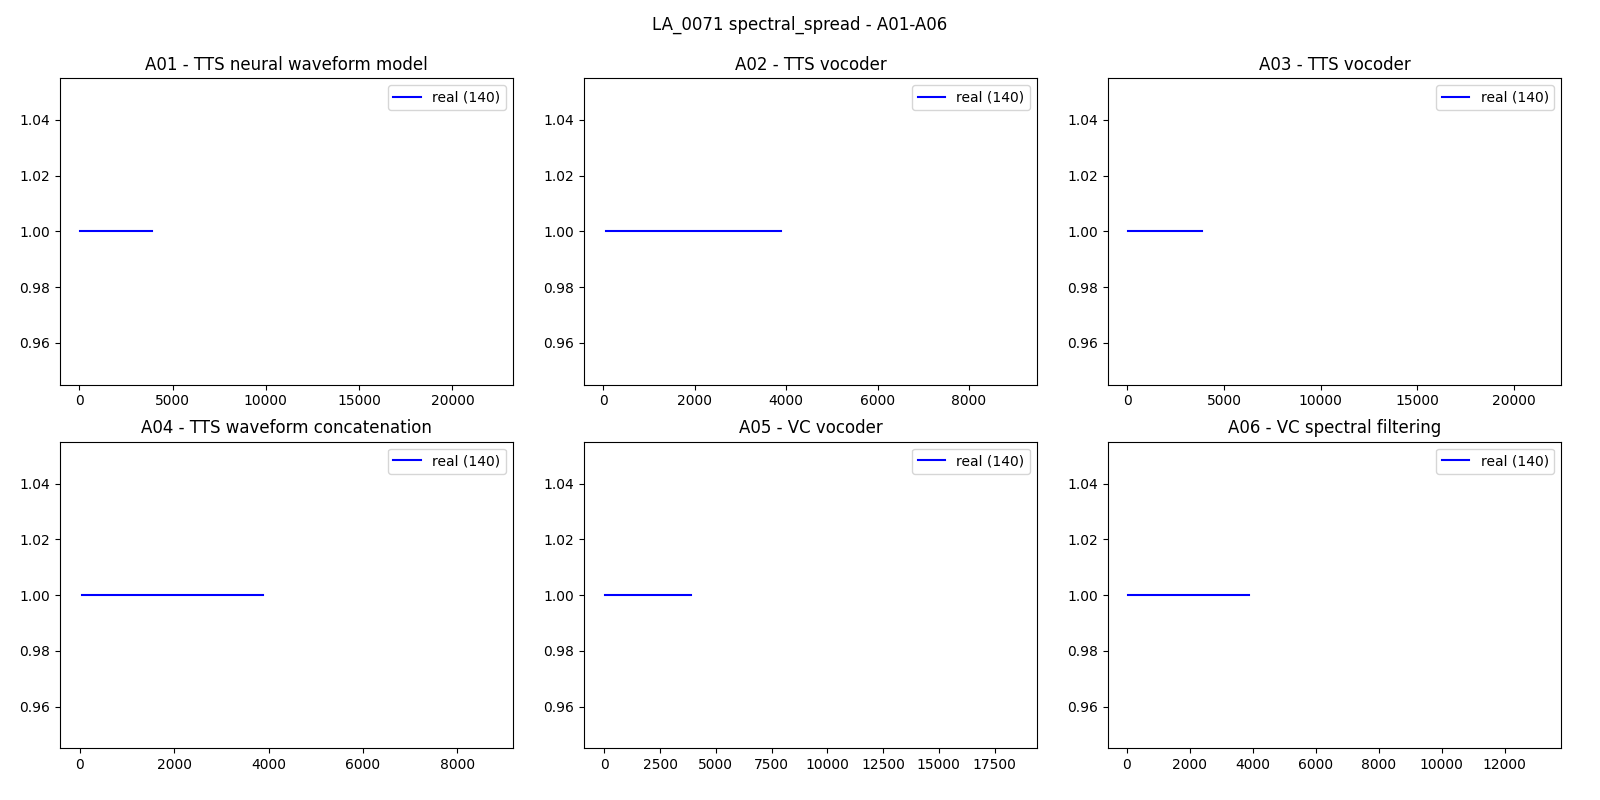 LA_0071 spectral_spread - A01-A06
A01 - TTS neural waveform model
real (140)
1.04
1.02
1.00
0.98
0.96
0 5000 10000 15000 20000
A02 - TTS vocoder
real (140)
1.04
1.02
1.00
0.98
0.96
0 2000 4000 6000 8000
A03 - TTS vocoder
real (140)
1.04
1.02
1.00
0.98
0.96
0 5000 10000 15000 20000
A04 - TTS waveform concatenation
real (140)
1.04
1.02
1.00
0.98
0.96
0 2000 4000 6000 8000
A05 - VC vocoder
real (140)
1.04
1.02
1.00
0.98
0.96
0 2500 5000 7500 10000 12500 15000 17500
A06 - VC spectral filtering
real (140)
1.04
1.02
1.00
0.98
0.96
0 2000 4000 6000 8000 10000 12000